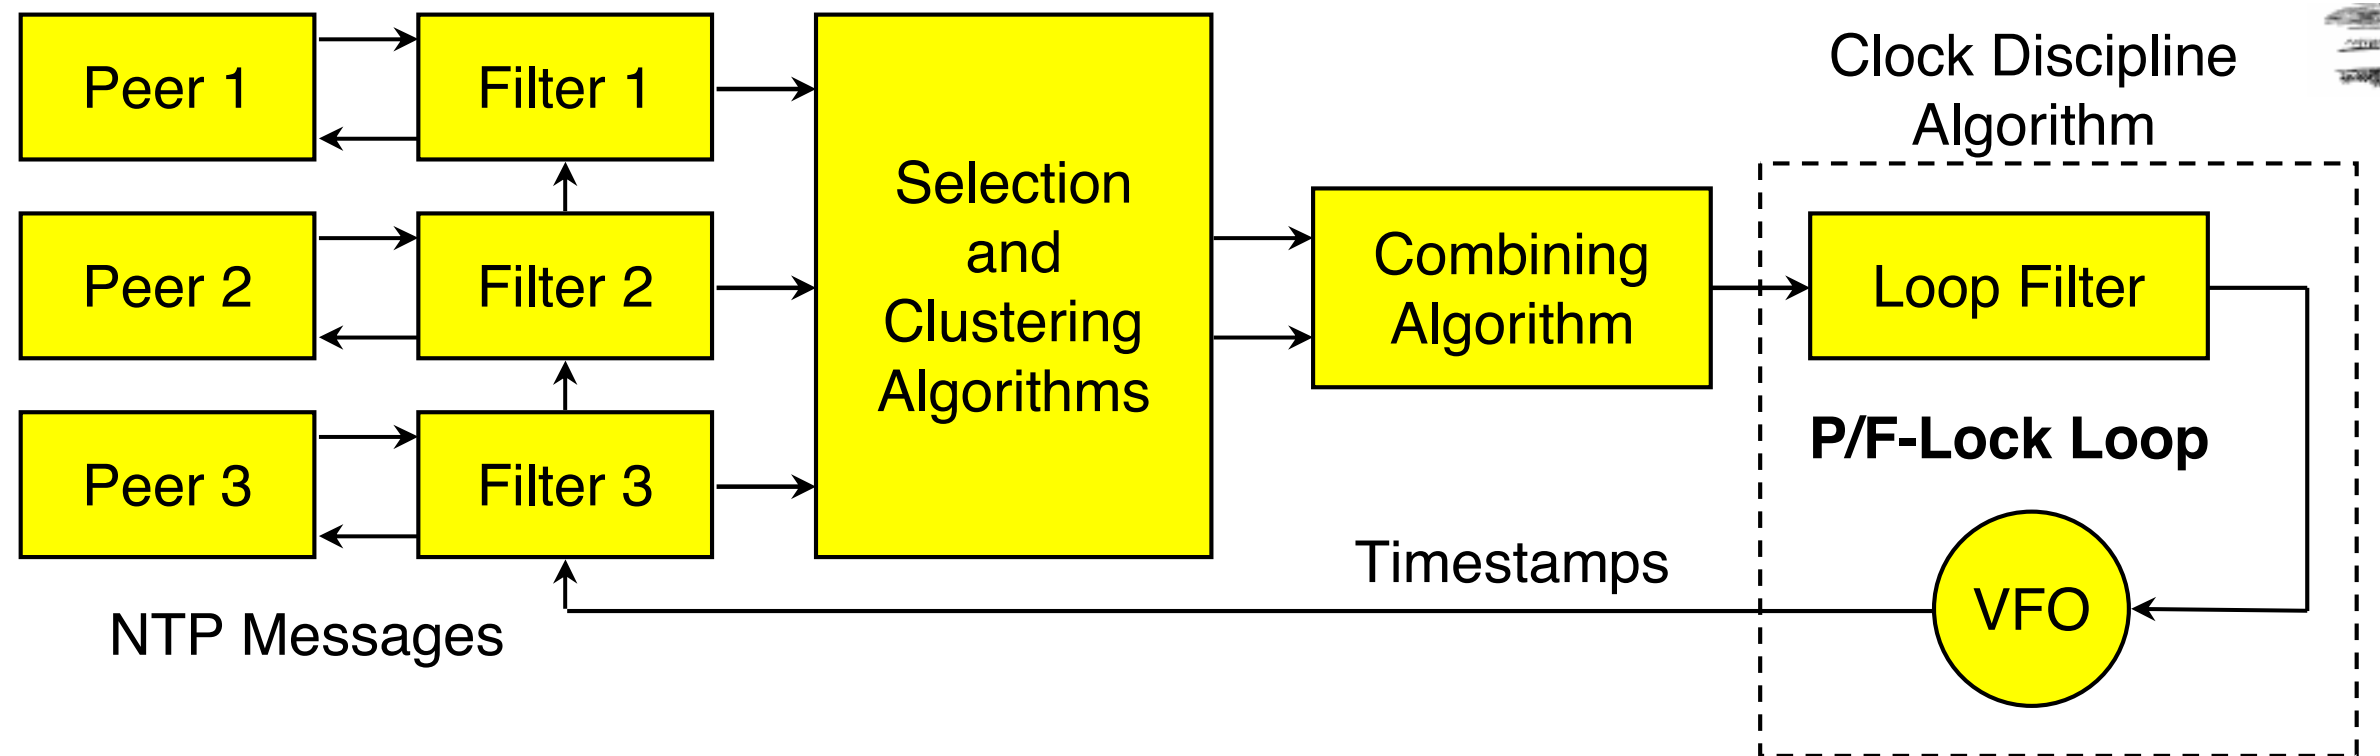 Peer 1
Filter 1
Peer 2
Filter 2
Peer 3
Filter 3
NTP Messages
Selection
and
Clustering
Algorithms
Combining
Algorithm
Clock Discipline
Algorithm
Loop Filter
P/F-Lock Loop
VFO
Timestamps